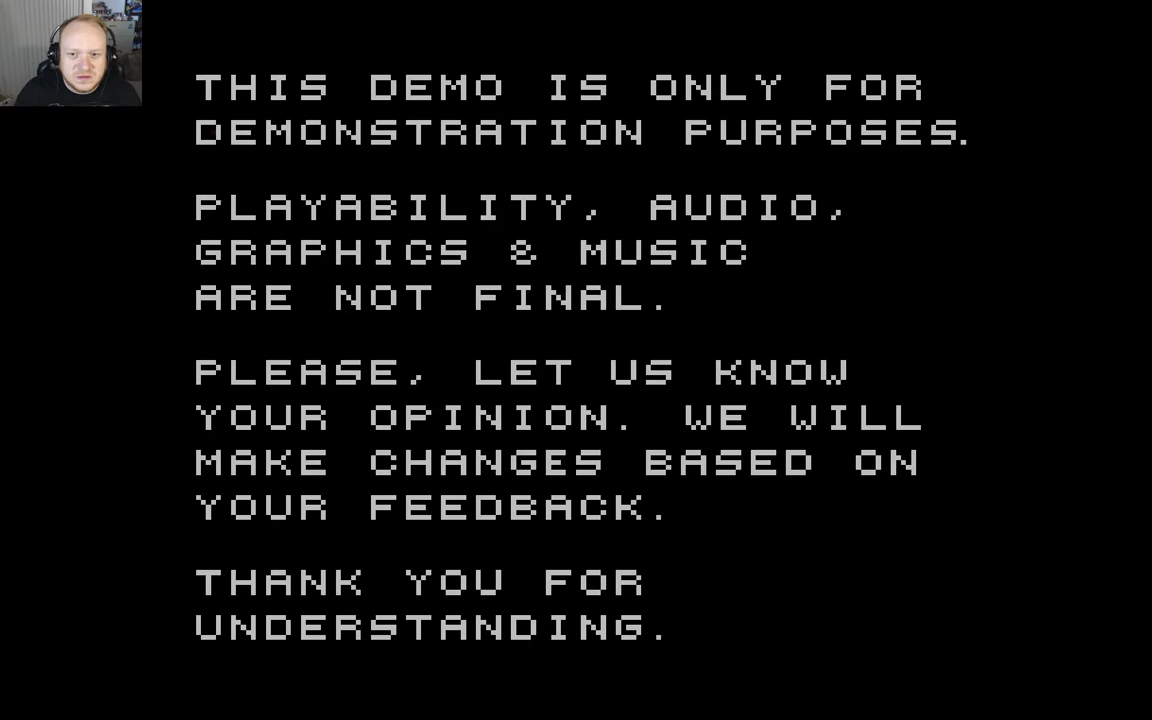 THIS DEMO IS ONLY FOR
DEMONSTRATION PURPOSES.
PLAYABILITY, AUDIO,
GRAPHICS & MUSIC
ARE NOT FINAL.
PLEASE, LET US KNOW
YOUR OPINION. WE WILL
MAKE CHANGES BASED ON
YOUR FEEDBACK.
THANK YOU FOR
UNDERSTANDING.